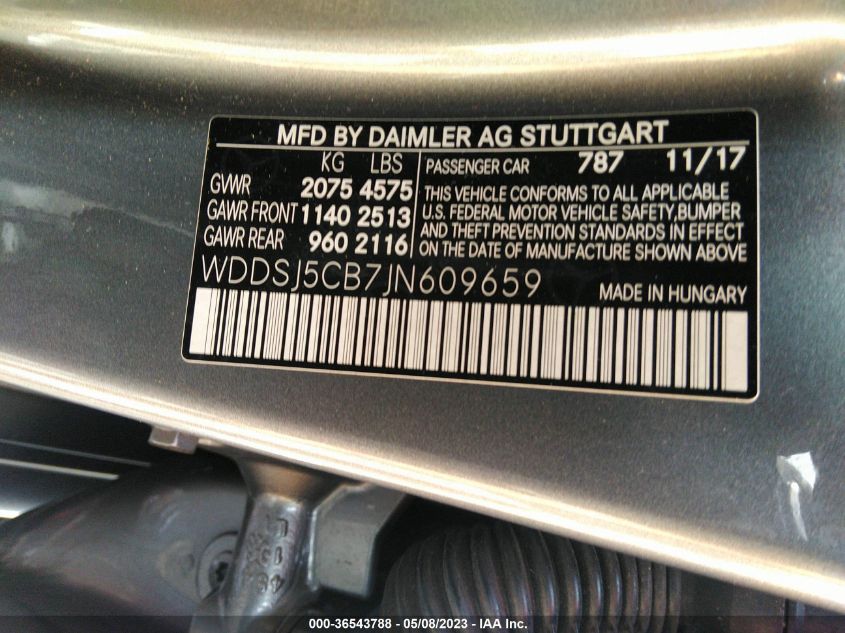 MFD BY DAIMLER AG STUTTGART
KG LBS
GVWR 2075 4575
GAWR FRONT 1140 2513
GAWR REAR 960 2116
PASSENGER CAR 787 11/17
THIS VEHICLE CONFORMS TO ALL APPLICABLE
U.S. FEDERAL MOTOR VEHICLE SAFETY,BUMPER
AND THEFT PREVENTION STANDARDS IN EFFECT
ON THE DATE OF MANUFACTURE SHOWN ABOVE
WDDSJ5CB7JN609659
MADE IN HUNGARY
000-36543788 - 05/08/2023 - IAA Inc.